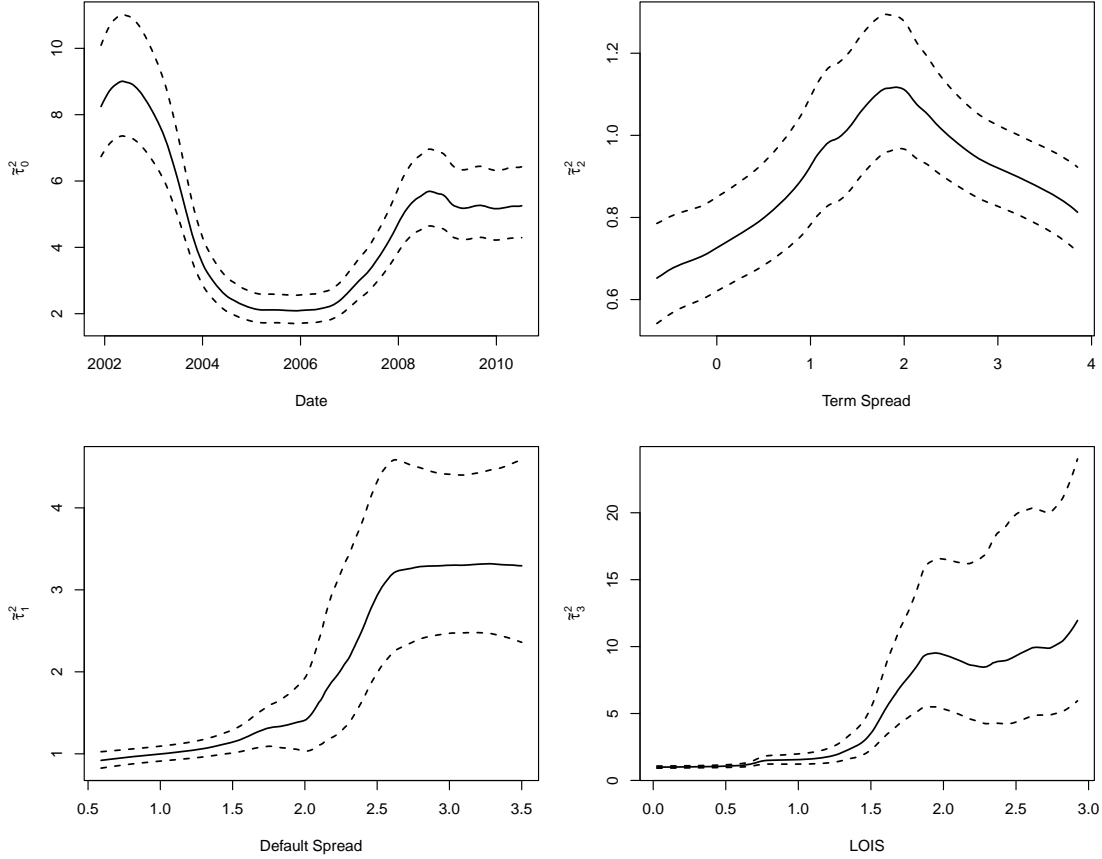 10
8
6
4
2
τ̃²₀
2002 2004 2006 2008 2010
Date
1.2
1.0
0.8
0.6
τ̃²₂
0 1 2 3 4
Term Spread
4
3
2
1
τ̃²₁
0.5 1.0 1.5 2.0 2.5 3.0 3.5
Default Spread
20
15
10
5
0
τ̃²₃
0.0 0.5 1.0 1.5 2.0 2.5 3.0
LOIS